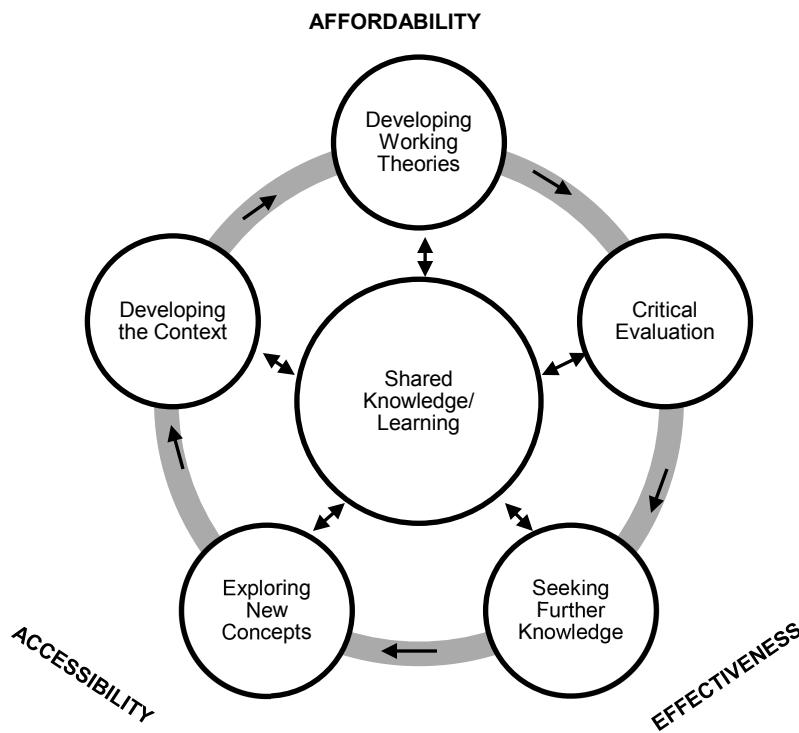 AFFORDABILITY
Developing
Working
Theories
Developing
the Context
Critical
Evaluation
Shared
Knowledge/
Learning
Exploring
New
Concepts
Seeking
Further
Knowledge
ACCESSIBILITY
EFFECTIVENESS